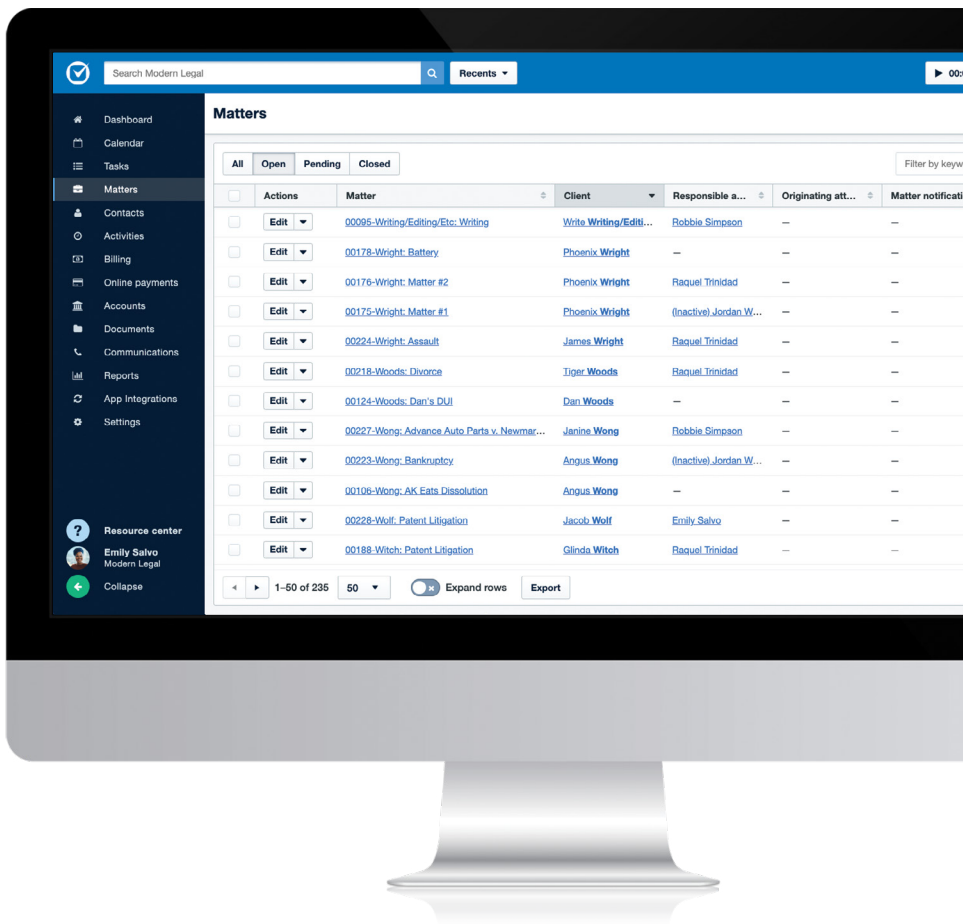 Search Modern Legal
Recents
Dashboard
Calendar
Tasks
Matters
Contacts
Activities
Billing
Online payments
Accounts
Documents
Communications
Reports
App Integrations
Settings
?
Resource center
Emily Salvo
Modern Legal
Collapse
Matters
All Open Pending Closed
Filter by keyw
Actions Matter Client Responsible a... Originating att... Matter notificati
Edit 00095-Writing/Editing/Etc: Writing Write Writing/Editi... Robbie Simpson — —
Edit 00178-Wright: Battery Phoenix Wright — — —
Edit 00176-Wright: Matter #2 Phoenix Wright Raquel Trinidad — —
Edit 00175-Wright: Matter #1 Phoenix Wright (Inactive) Jordan W... — —
Edit 00224-Wright: Assault James Wright Raquel Trinidad — —
Edit 00218-Woods: Divorce Tiger Woods Raquel Trinidad — —
Edit 00124-Woods: Dan's DUI Dan Woods — — —
Edit 00227-Wong: Advance Auto Parts v. Newmar... Janine Wong Robbie Simpson — —
Edit 00223-Wong: Bankruptcy Angus Wong (Inactive) Jordan W... — —
Edit 00106-Wong: AK Eats Dissolution Angus Wong — — —
Edit 00228-Wolf: Patent Litigation Jacob Wolf Emily Salvo — —
Edit 00188-Witch: Patent Litigation Glinda Witch Raquel Trinidad — —
1–50 of 235 50 Expand rows Export